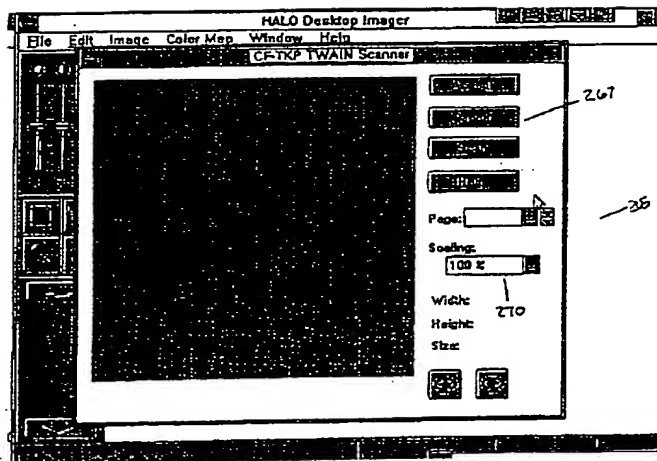 HALO Desktop Imager
File Edit Image Color Map Window Help
CF-TKP TWAIN Scanner
267
Page:
38
Scaling:
100 %
270
Width:
Height:
Size: